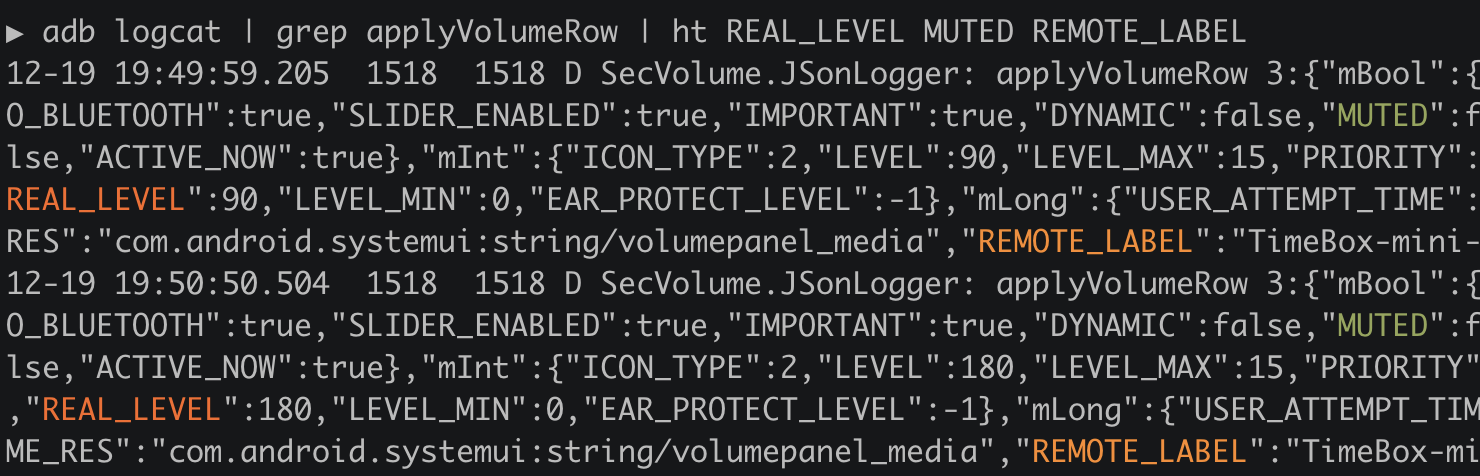 ▶ adb logcat | grep applyVolumeRow | ht REAL_LEVEL MUTED REMOTE_LABEL
12-19 19:49:59.205  1518  1518 D SecVolume.JSonLogger: applyVolumeRow 3:{"mBool":{
O_BLUETOOTH":true,"SLIDER_ENABLED":true,"IMPORTANT":true,"DYNAMIC":false,"MUTED":f
lse,"ACTIVE_NOW":true},"mInt":{"ICON_TYPE":2,"LEVEL":90,"LEVEL_MAX":15,"PRIORITY":
REAL_LEVEL":90,"LEVEL_MIN":0,"EAR_PROTECT_LEVEL":-1},"mLong":{"USER_ATTEMPT_TIME":
RES":"com.android.systemui:string/volumepanel_media","REMOTE_LABEL":"TimeBox-mini-
12-19 19:50:50.504  1518  1518 D SecVolume.JSonLogger: applyVolumeRow 3:{"mBool":{
O_BLUETOOTH":true,"SLIDER_ENABLED":true,"IMPORTANT":true,"DYNAMIC":false,"MUTED":f
lse,"ACTIVE_NOW":true},"mInt":{"ICON_TYPE":2,"LEVEL":180,"LEVEL_MAX":15,"PRIORITY"
,"REAL_LEVEL":180,"LEVEL_MIN":0,"EAR_PROTECT_LEVEL":-1},"mLong":{"USER_ATTEMPT_TIM
ME_RES":"com.android.systemui:string/volumepanel_media","REMOTE_LABEL":"TimeBox-mi